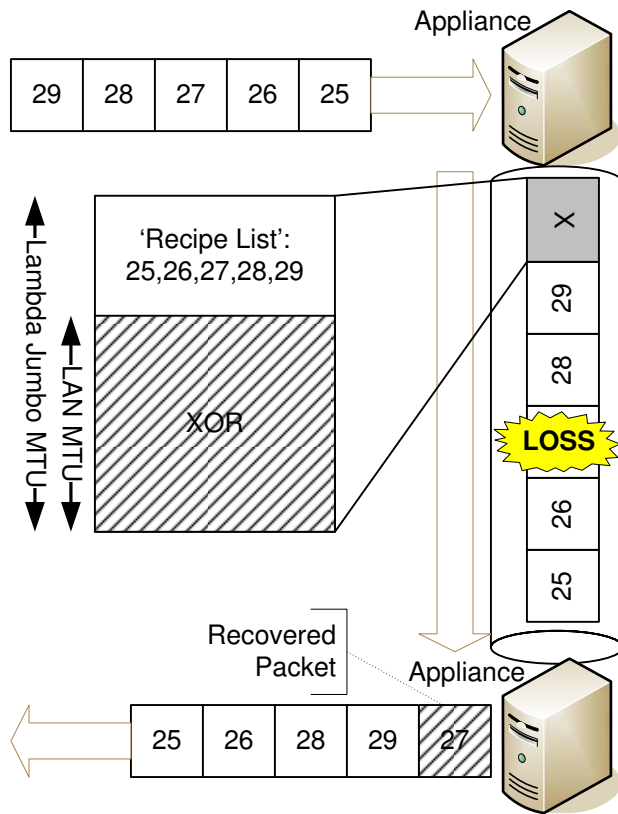 Appliance
29 28 27 26 25
'Recipe List':
25,26,27,28,29
XOR
Lambda Jumbo MTU
LAN MTU
X
29
28
LOSS
26
25
Recovered
Packet
Appliance
25 26 28 29 27